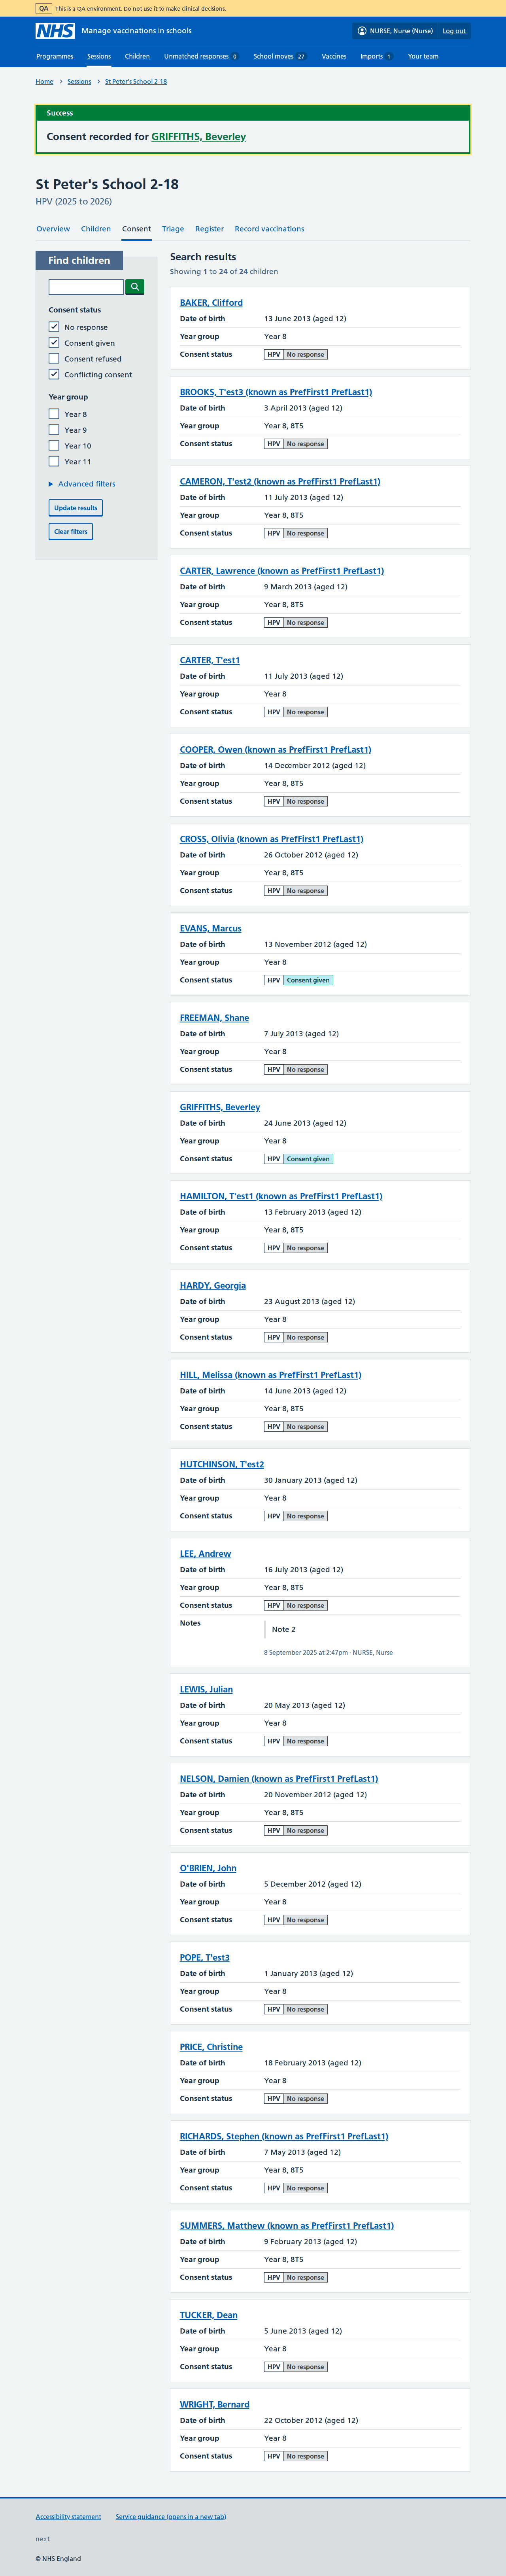 QA This is a QA environment. Do not use it to make clinical decisions.
NHS Manage vaccinations in schools
NURSE, Nurse (Nurse) Log out
Programmes Sessions Children Unmatched responses 0 School moves 27 Vaccines Imports 1 Your team
Home > Sessions > St Peter's School 2-18
Success
Consent recorded for GRIFFITHS, Beverley
St Peter's School 2-18
HPV (2025 to 2026)
Overview Children Consent Triage Register Record vaccinations
Find children
Consent status
No response
Consent given
Consent refused
Conflicting consent
Year group
Year 8
Year 9
Year 10
Year 11
Advanced filters
Update results
Clear filters
Search results
Showing 1 to 24 of 24 children
BAKER, Clifford
Date of birth 13 June 2013 (aged 12)
Year group Year 8
Consent status HPV No response
BROOKS, T'est3 (known as PrefFirst1 PrefLast1)
Date of birth 3 April 2013 (aged 12)
Year group Year 8, 8T5
Consent status HPV No response
CAMERON, T'est2 (known as PrefFirst1 PrefLast1)
Date of birth 11 July 2013 (aged 12)
Year group Year 8, 8T5
Consent status HPV No response
CARTER, Lawrence (known as PrefFirst1 PrefLast1)
Date of birth 9 March 2013 (aged 12)
Year group Year 8, 8T5
Consent status HPV No response
CARTER, T'est1
Date of birth 11 July 2013 (aged 12)
Year group Year 8
Consent status HPV No response
COOPER, Owen (known as PrefFirst1 PrefLast1)
Date of birth 14 December 2012 (aged 12)
Year group Year 8, 8T5
Consent status HPV No response
CROSS, Olivia (known as PrefFirst1 PrefLast1)
Date of birth 26 October 2012 (aged 12)
Year group Year 8, 8T5
Consent status HPV No response
EVANS, Marcus
Date of birth 13 November 2012 (aged 12)
Year group Year 8
Consent status HPV Consent given
FREEMAN, Shane
Date of birth 7 July 2013 (aged 12)
Year group Year 8
Consent status HPV No response
GRIFFITHS, Beverley
Date of birth 24 June 2013 (aged 12)
Year group Year 8
Consent status HPV Consent given
HAMILTON, T'est1 (known as PrefFirst1 PrefLast1)
Date of birth 13 February 2013 (aged 12)
Year group Year 8, 8T5
Consent status HPV No response
HARDY, Georgia
Date of birth 23 August 2013 (aged 12)
Year group Year 8
Consent status HPV No response
HILL, Melissa (known as PrefFirst1 PrefLast1)
Date of birth 14 June 2013 (aged 12)
Year group Year 8, 8T5
Consent status HPV No response
HUTCHINSON, T'est2
Date of birth 30 January 2013 (aged 12)
Year group Year 8
Consent status HPV No response
LEE, Andrew
Date of birth 16 July 2013 (aged 12)
Year group Year 8, 8T5
Consent status HPV No response
Notes Note 2
8 September 2025 at 2:47pm · NURSE, Nurse
LEWIS, Julian
Date of birth 20 May 2013 (aged 12)
Year group Year 8
Consent status HPV No response
NELSON, Damien (known as PrefFirst1 PrefLast1)
Date of birth 20 November 2012 (aged 12)
Year group Year 8, 8T5
Consent status HPV No response
O'BRIEN, John
Date of birth 5 December 2012 (aged 12)
Year group Year 8
Consent status HPV No response
POPE, T'est3
Date of birth 1 January 2013 (aged 12)
Year group Year 8
Consent status HPV No response
PRICE, Christine
Date of birth 18 February 2013 (aged 12)
Year group Year 8
Consent status HPV No response
RICHARDS, Stephen (known as PrefFirst1 PrefLast1)
Date of birth 7 May 2013 (aged 12)
Year group Year 8, 8T5
Consent status HPV No response
SUMMERS, Matthew (known as PrefFirst1 PrefLast1)
Date of birth 9 February 2013 (aged 12)
Year group Year 8, 8T5
Consent status HPV No response
TUCKER, Dean
Date of birth 5 June 2013 (aged 12)
Year group Year 8
Consent status HPV No response
WRIGHT, Bernard
Date of birth 22 October 2012 (aged 12)
Year group Year 8
Consent status HPV No response
Accessibility statement Service guidance (opens in a new tab)
next
© NHS England